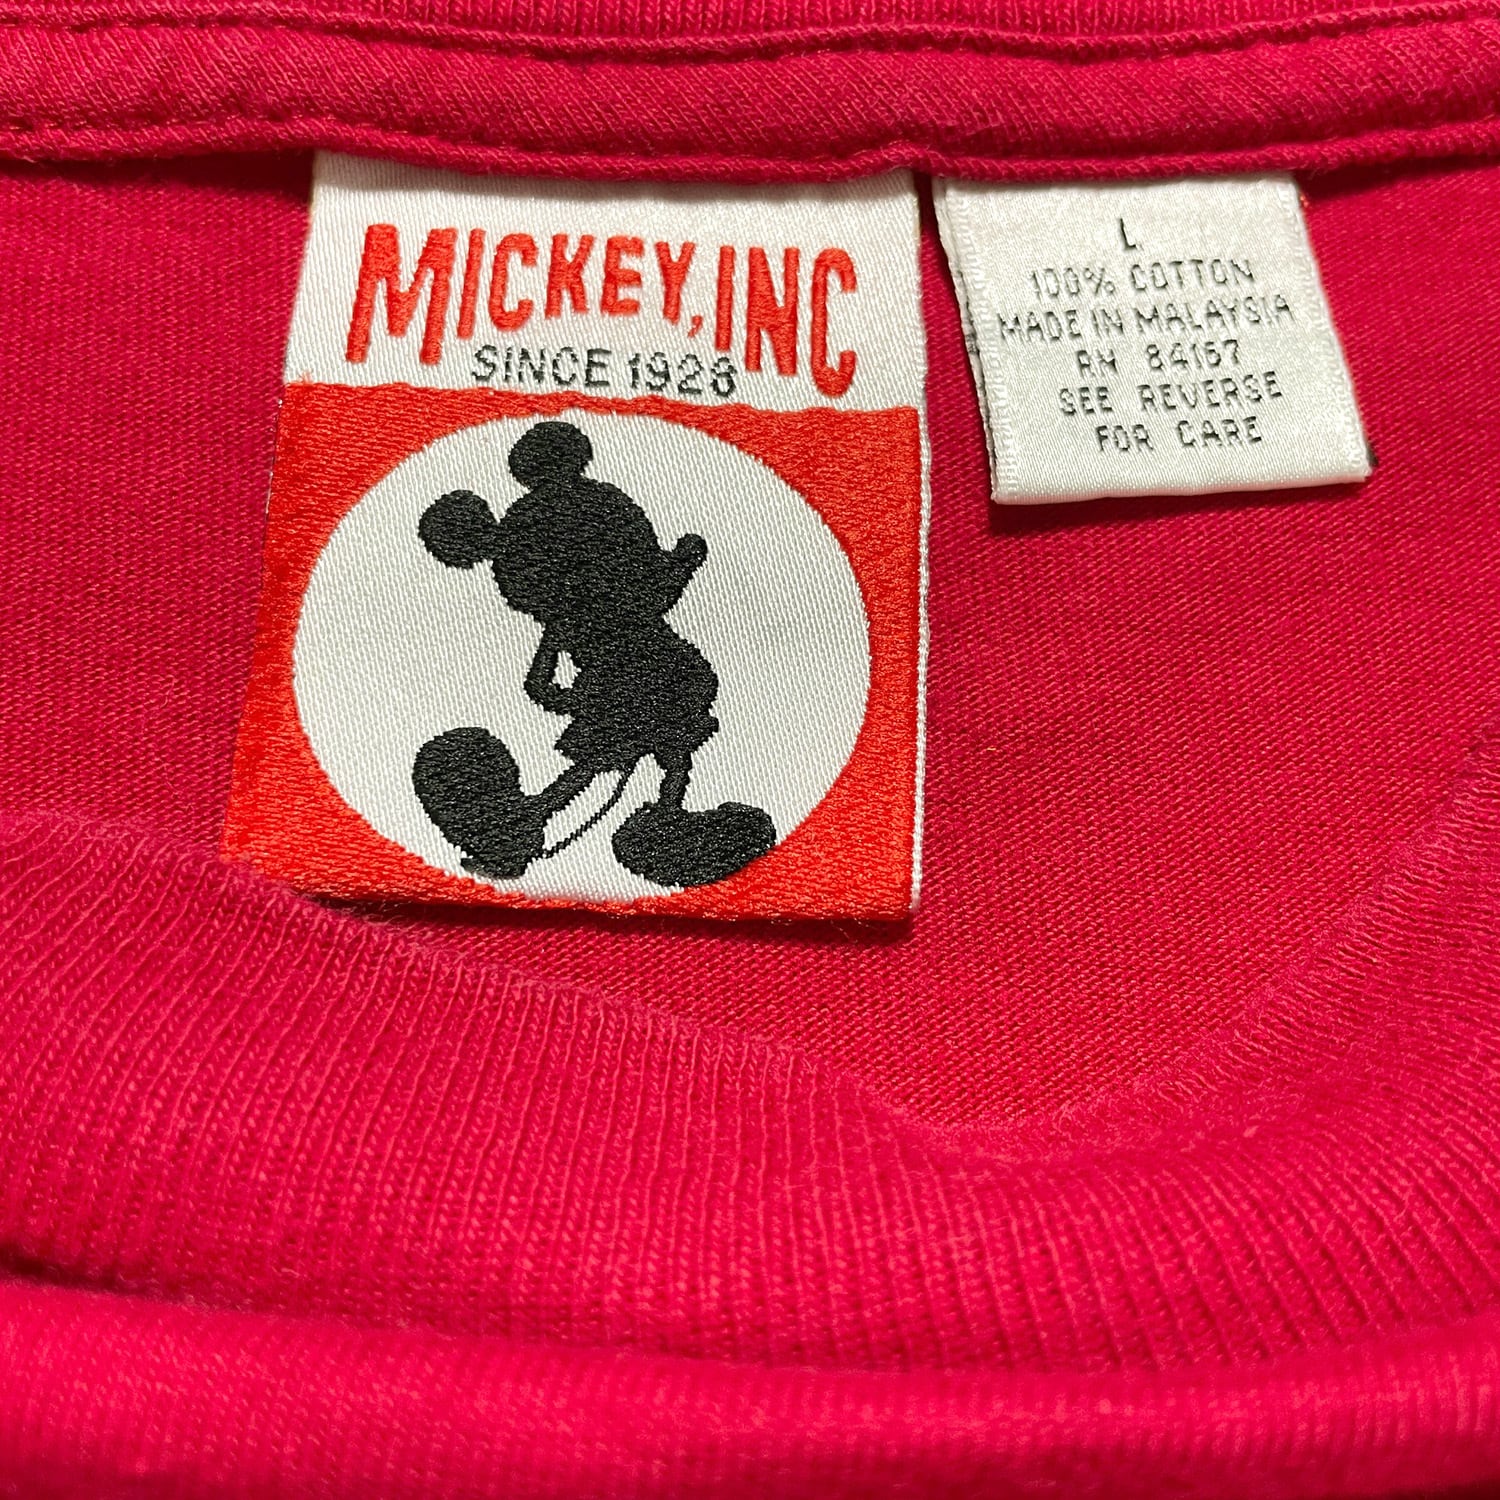 MICKEY, INC
SINCE 1928
L
100% COTTON
MADE IN MALAYSIA
RN 84167
SEE REVERSE
FOR CARE